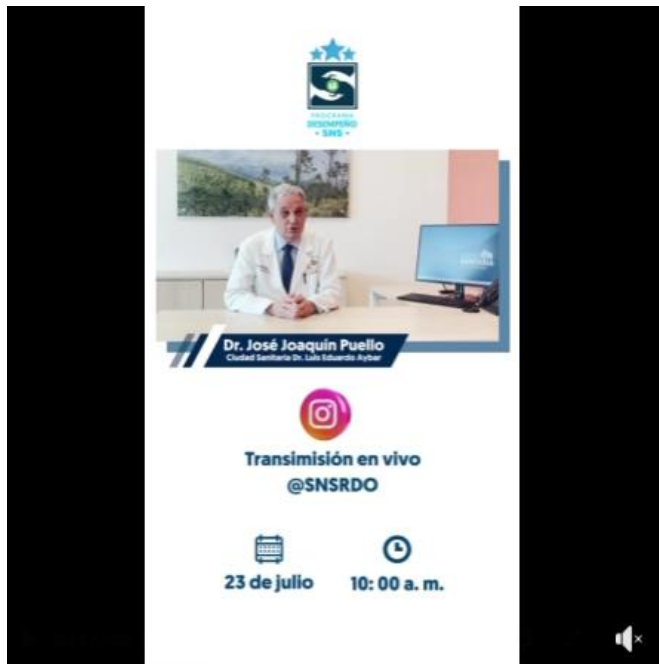 PROGRAMA
DESEMPEÑO
- SNS -
Dr. José Joaquín Puello
Ciudad Sanitaria Dr. Luis Eduardo Aybar
Transimisión en vivo
@SNSRDO
23 de julio
10: 00 a. m.